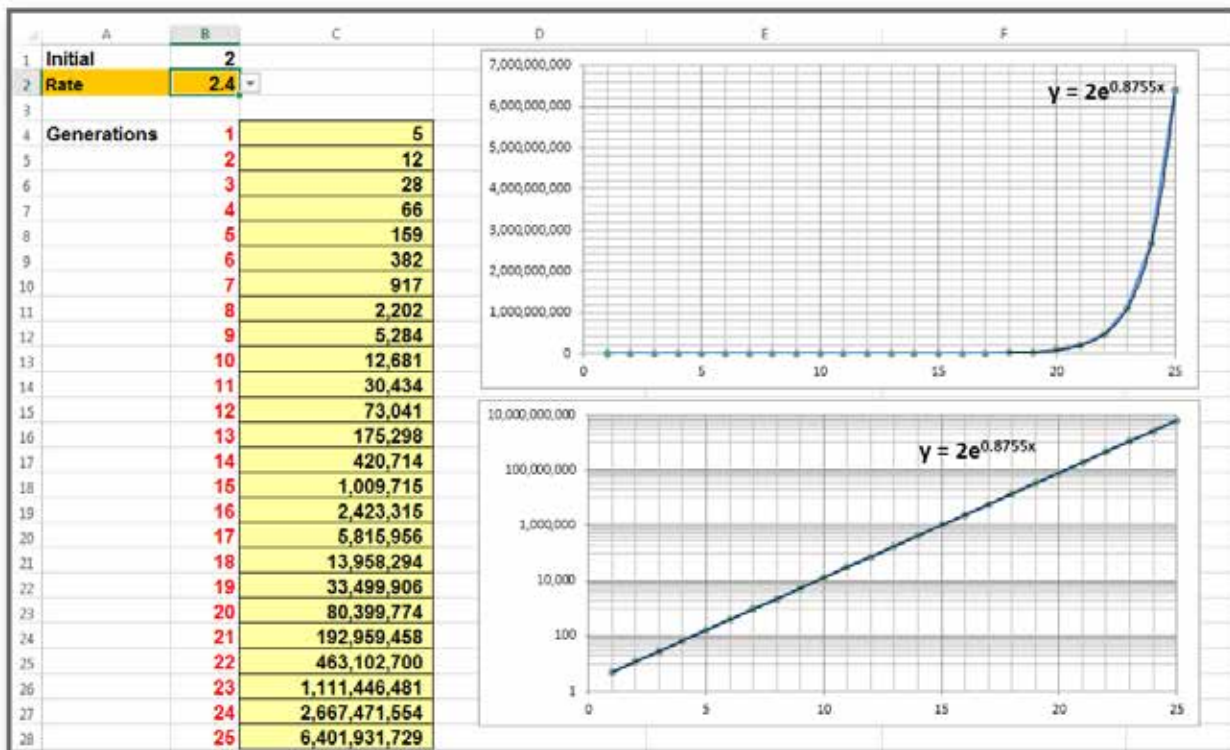 A B C D E F
1 Initial 2
2 Rate 2.4
3
4 Generations 1 5
5 2 12
6 3 28
7 4 66
8 5 159
9 6 382
10 7 917
11 8 2,202
12 9 5,284
13 10 12,681
14 11 30,434
15 12 73,041
16 13 175,298
17 14 420,714
18 15 1,009,715
19 16 2,423,315
20 17 5,815,956
21 18 13,958,294
22 19 33,499,906
23 20 80,399,774
24 21 192,959,458
25 22 463,102,700
26 23 1,111,446,481
27 24 2,667,471,554
28 25 6,401,931,729
7,000,000,000
y = 2e^0.8755x
6,000,000,000
5,000,000,000
4,000,000,000
3,000,000,000
2,000,000,000
1,000,000,000
0
0 5 10 15 20 25
10,000,000,000
y = 2e^0.8755x
100,000,000
1,000,000
10,000
100
1
0 5 10 15 20 25